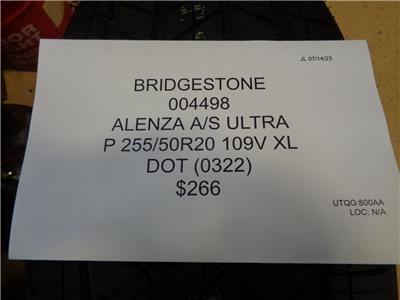 JL 07/14/23
BRIDGESTONE
004498
ALENZA A/S ULTRA
P 255/50R20 109V XL
DOT (0322)
$266
UTQG:800AA
LOC: N/A